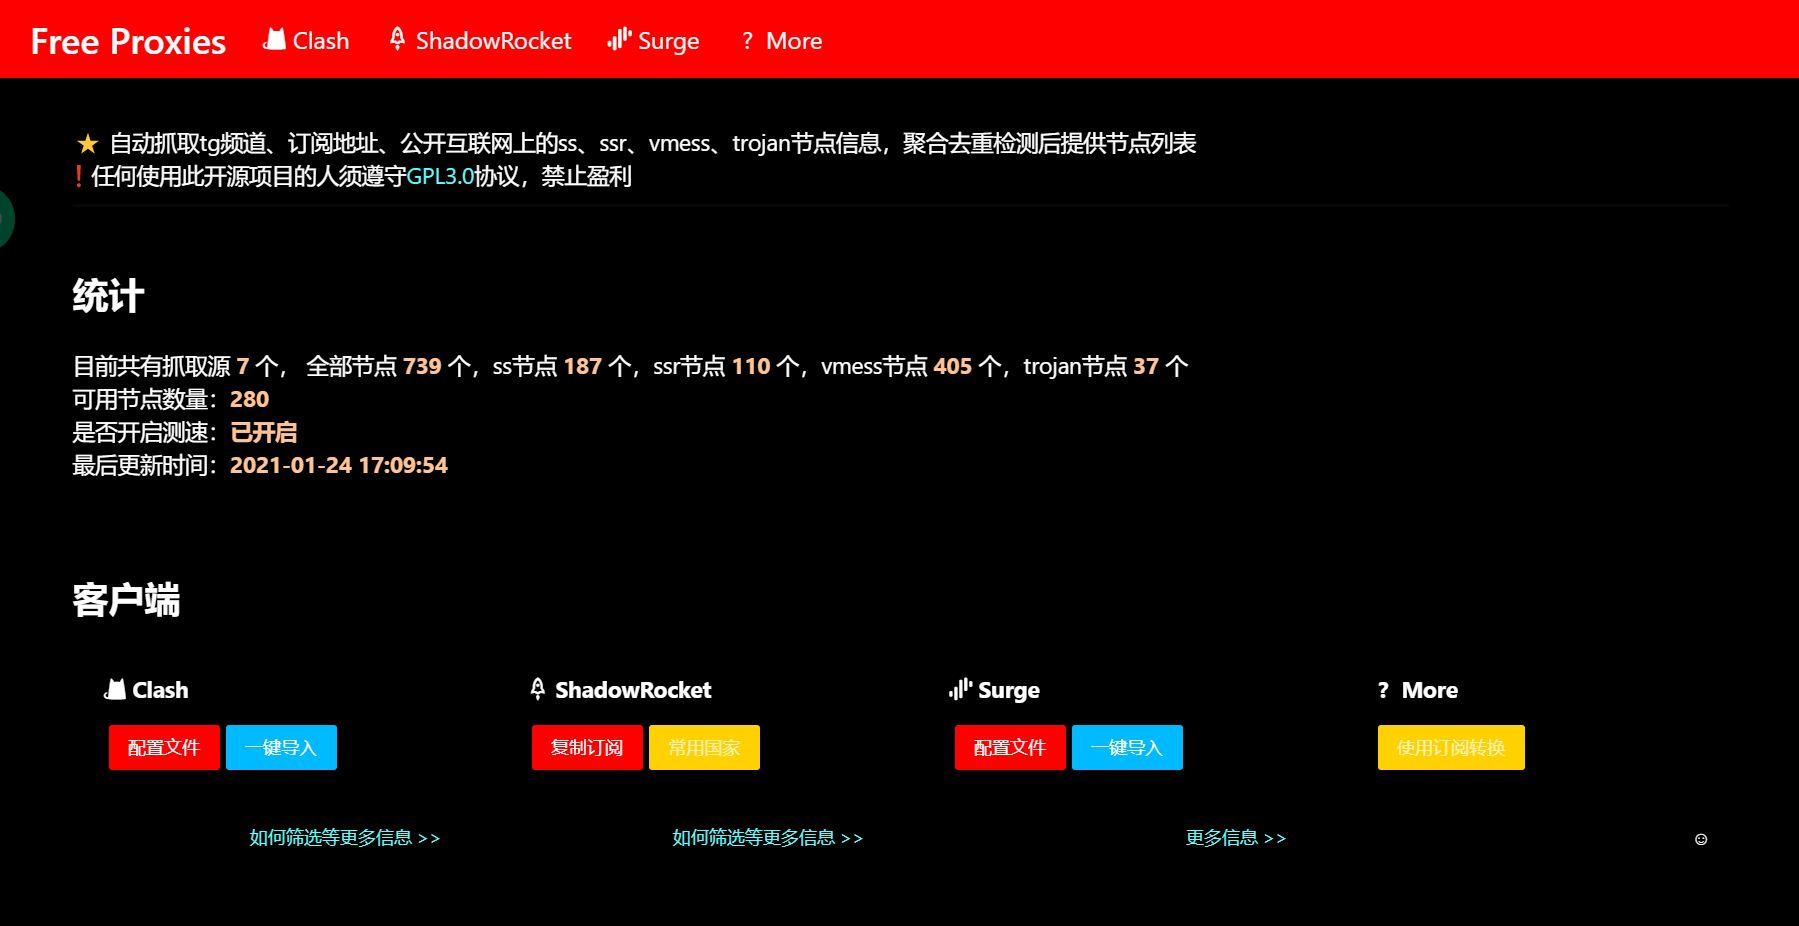 Free Proxies Clash ShadowRocket Surge ? More
★ 自动抓取tg频道、订阅地址、公开互联网上的ss、ssr、vmess、trojan节点信息，聚合去重检测后提供节点列表
❗任何使用此开源项目的人须遵守GPL3.0协议，禁止盈利
统计
目前共有抓取源 7 个， 全部节点 739 个，ss节点 187 个，ssr节点 110 个，vmess节点 405 个，trojan节点 37 个
可用节点数量：280
是否开启测速：已开启
最后更新时间：2021-01-24 17:09:54
客户端
Clash ShadowRocket Surge ? More
配置文件 一键导入 复制订阅 常用国家 配置文件 一键导入 使用订阅转换
如何筛选等更多信息 >> 如何筛选等更多信息 >> 更多信息 >> ☺